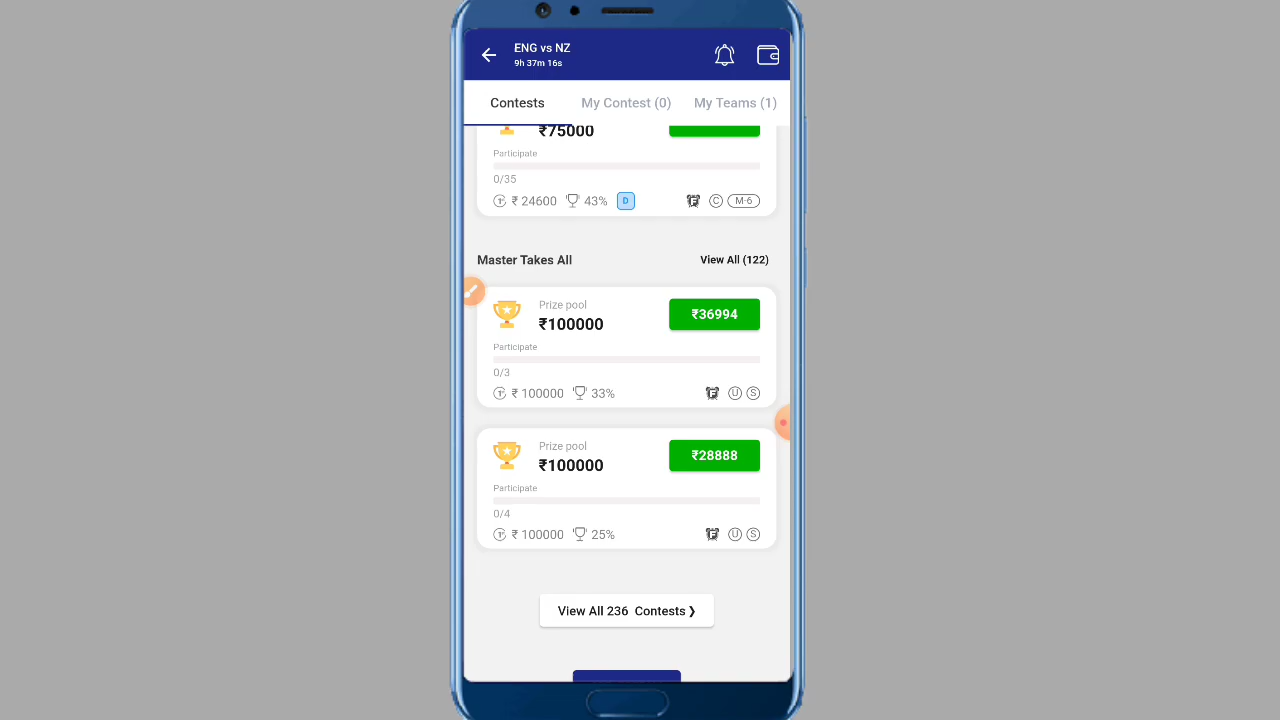 ENG vs NZ
9h 37m 16s
Contests
My Contest (0)
My Teams (1)
₹75000
Participate
0/35
₹ 24600
43%
D
F
C
M-6
Master Takes All
View All (122)
Prize pool
₹100000
₹36994
Participate
0/3
₹ 100000
33%
F
U
S
Prize pool
₹100000
₹28888
Participate
0/4
₹ 100000
25%
F
U
S
View All 236 Contests ❯